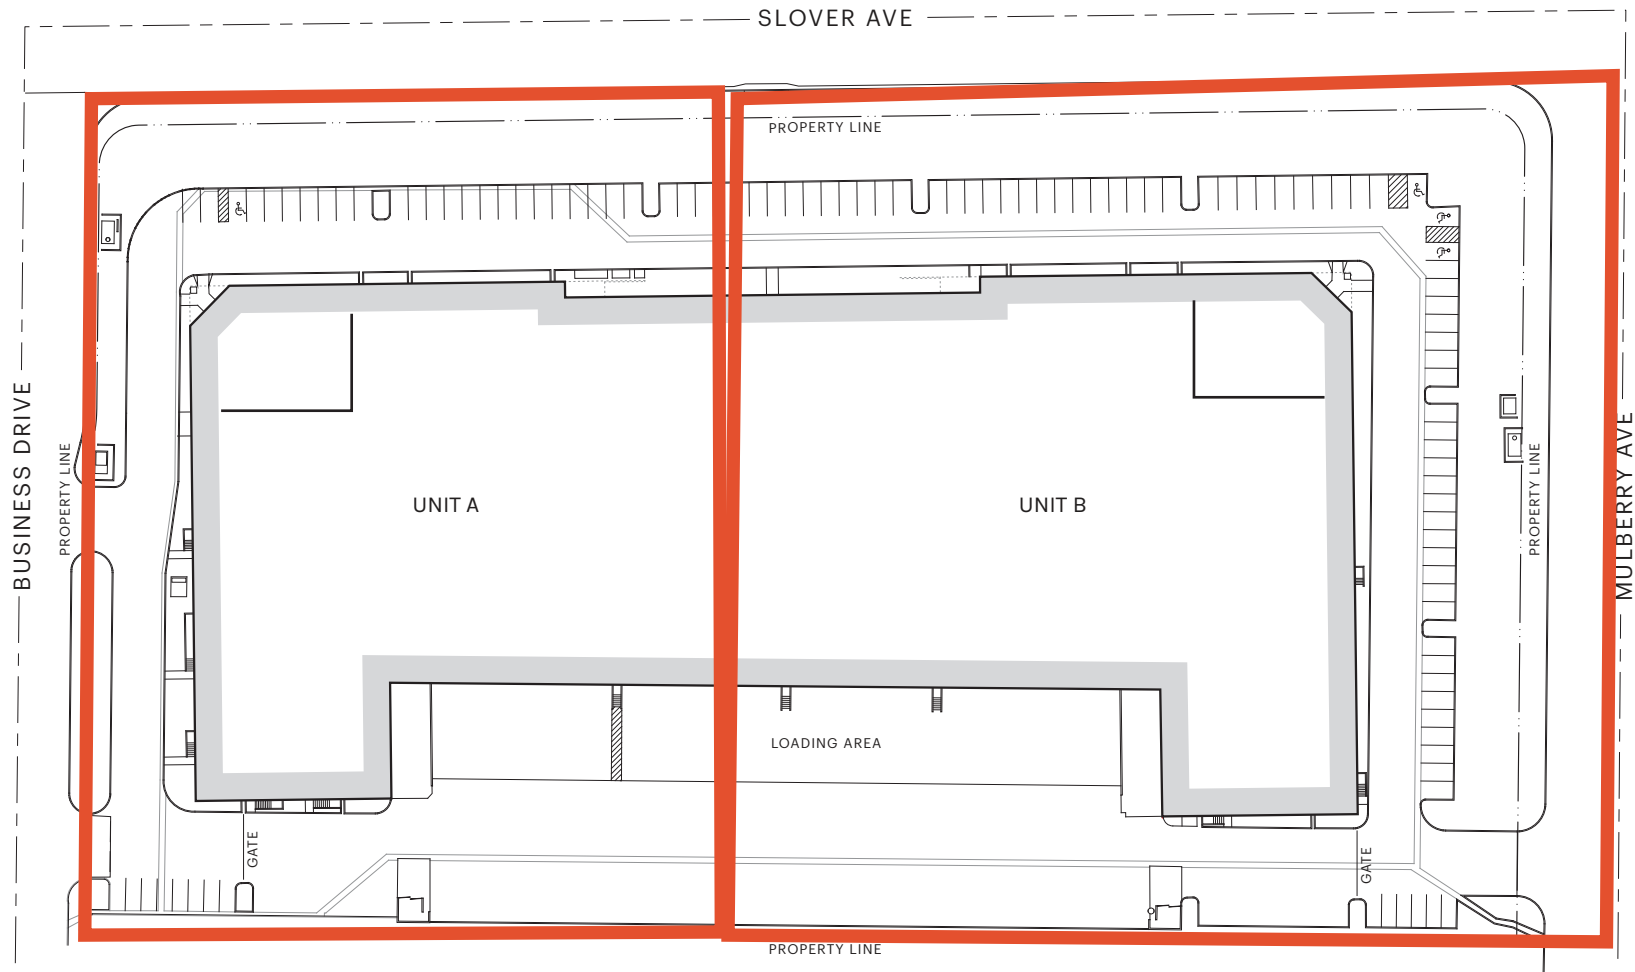 SLOVER AVE
PROPERTY LINE
BUSINESS DRIVE
PROPERTY LINE
UNIT A
UNIT B
PROPERTY LINE
MULBERRY AVE
LOADING AREA
GATE
GATE
PROPERTY LINE